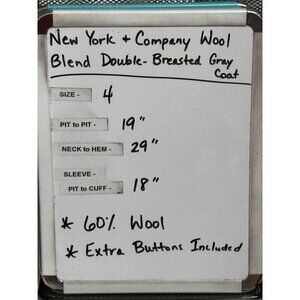 New York + Company Wool
Blend Double-Breasted Gray
Coat
SIZE - 4
PIT to PIT - 19"
NECK to HEM - 29"
SLEEVE -
PIT to CUFF - 18"
* 60% Wool
* Extra Buttons Included